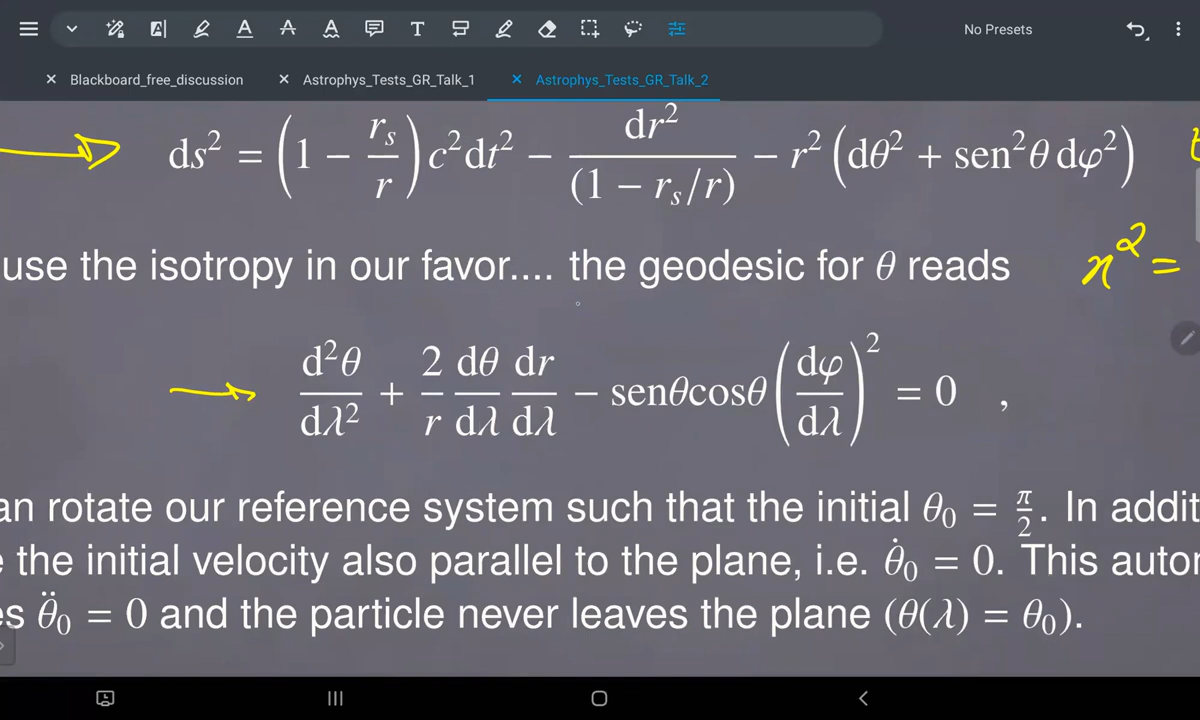 No Presets
Blackboard_free_discussion Astrophys_Tests_GR_Talk_1 Astrophys_Tests_GR_Talk_2
ds² = (1 − r_s/r) c²dt² − dr²/(1 − r_s/r) − r² (dθ² + sen²θ dφ²)
use the isotropy in our favor.... the geodesic for θ reads x² =
d²θ/dλ² + 2/r dθ/dλ dr/dλ − senθcosθ (dφ/dλ)² = 0 ,
an rotate our reference system such that the initial θ₀ = π/2. In addit
e the initial velocity also parallel to the plane, i.e. θ̇₀ = 0. This autor
es θ̈₀ = 0 and the particle never leaves the plane (θ(λ) = θ₀).